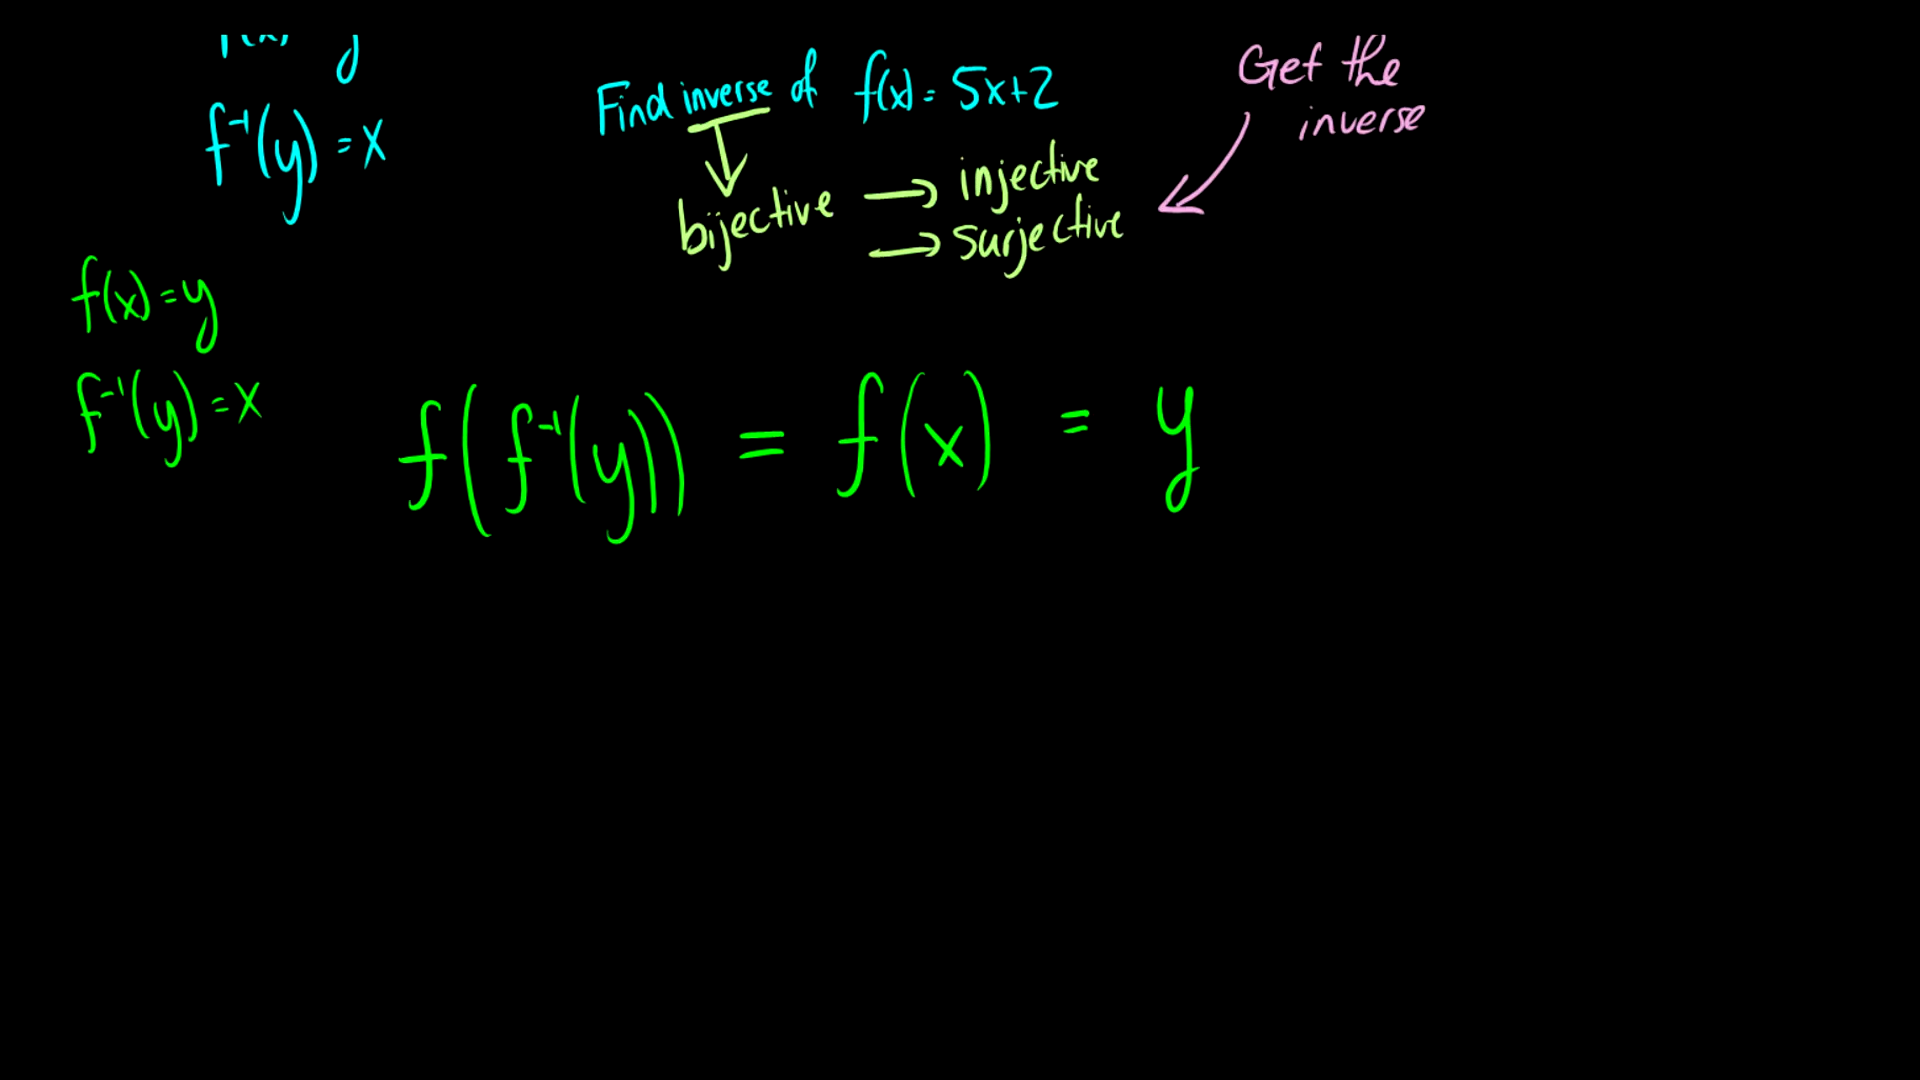 f(x) y
f⁻¹(y) = x
Find inverse of f(x) = 5x+2
bijective → injective
→ surjective
Get the
inverse
f(x) = y
f⁻¹(y) = x
f(f⁻¹(y)) = f(x) = y